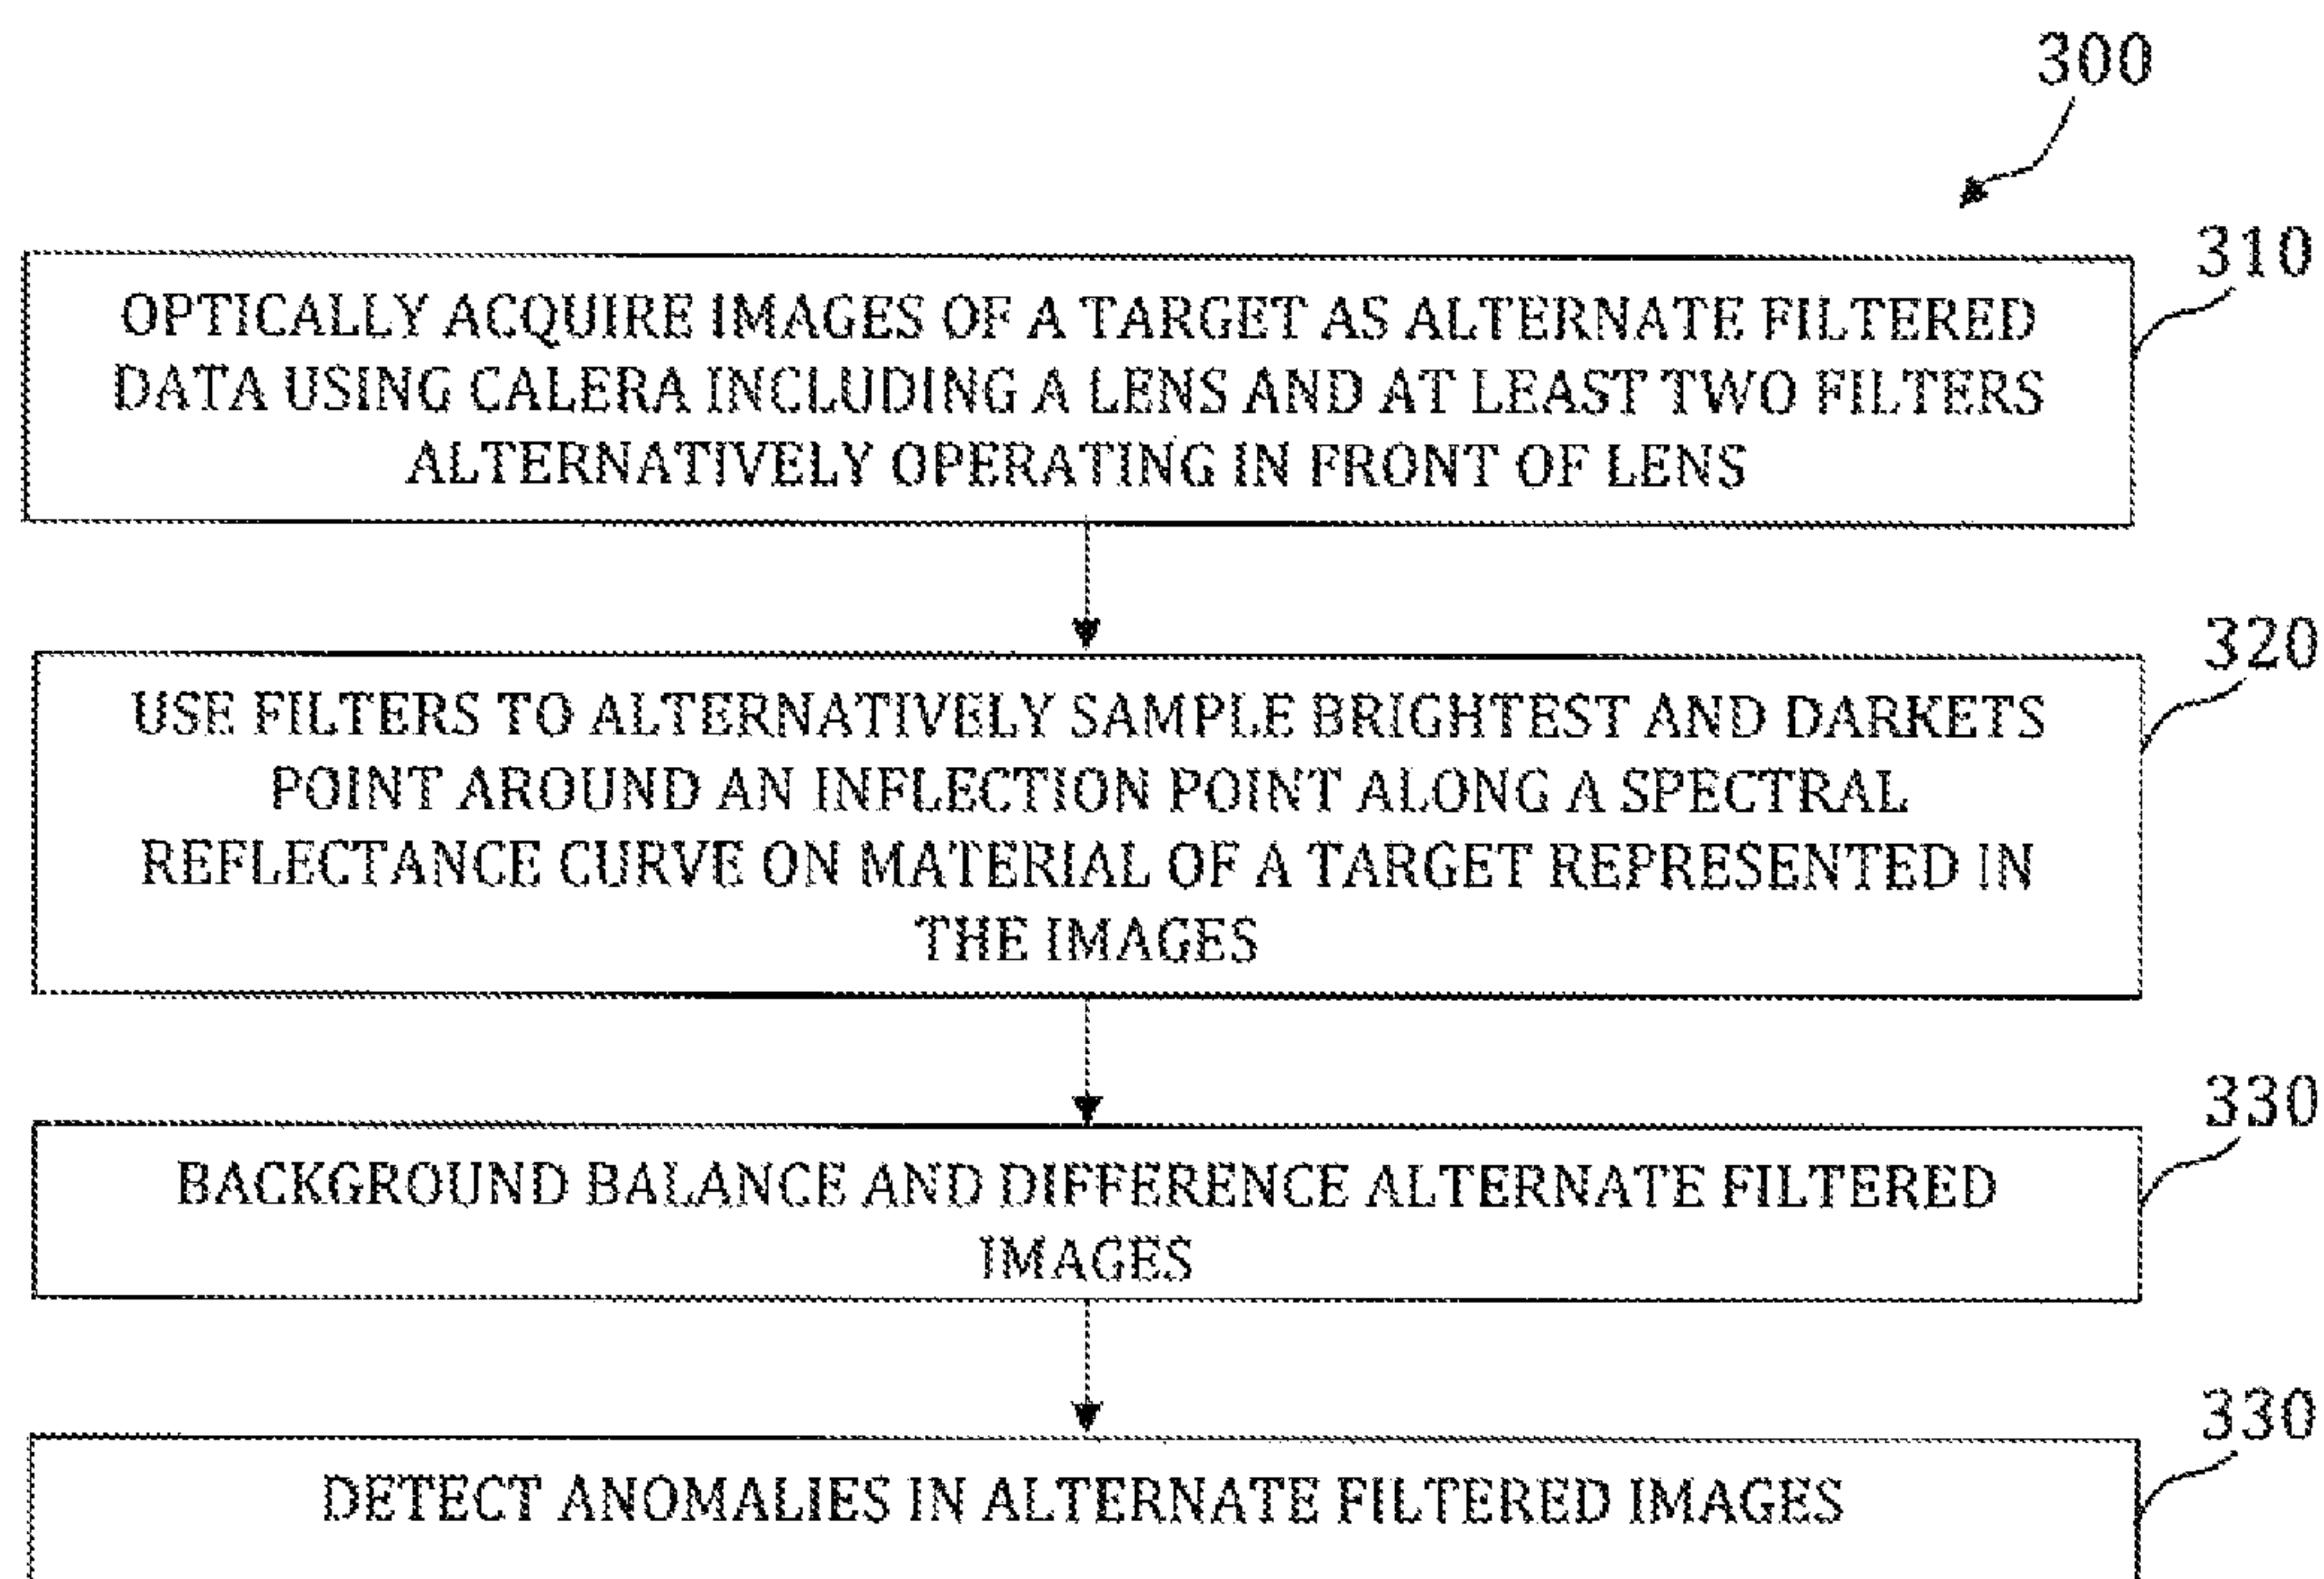 300
310
OPTICALLY ACQUIRE IMAGES OF A TARGET AS ALTERNATE FILTERED
DATA USING CALERA INCLUDING A LENS AND AT LEAST TWO FILTERS
ALTERNATIVELY OPERATING IN FRONT OF LENS
320
USE FILTERS TO ALTERNATIVELY SAMPLE BRIGHTEST AND DARKETS
POINT AROUND AN INFLECTION POINT ALONG A SPECTRAL
REFLECTANCE CURVE ON MATERIAL OF A TARGET REPRESENTED IN
THE IMAGES
330
BACKGROUND BALANCE AND DIFFERENCE ALTERNATE FILTERED
IMAGES
330
DETECT ANOMALIES IN ALTERNATE FILTERED IMAGES